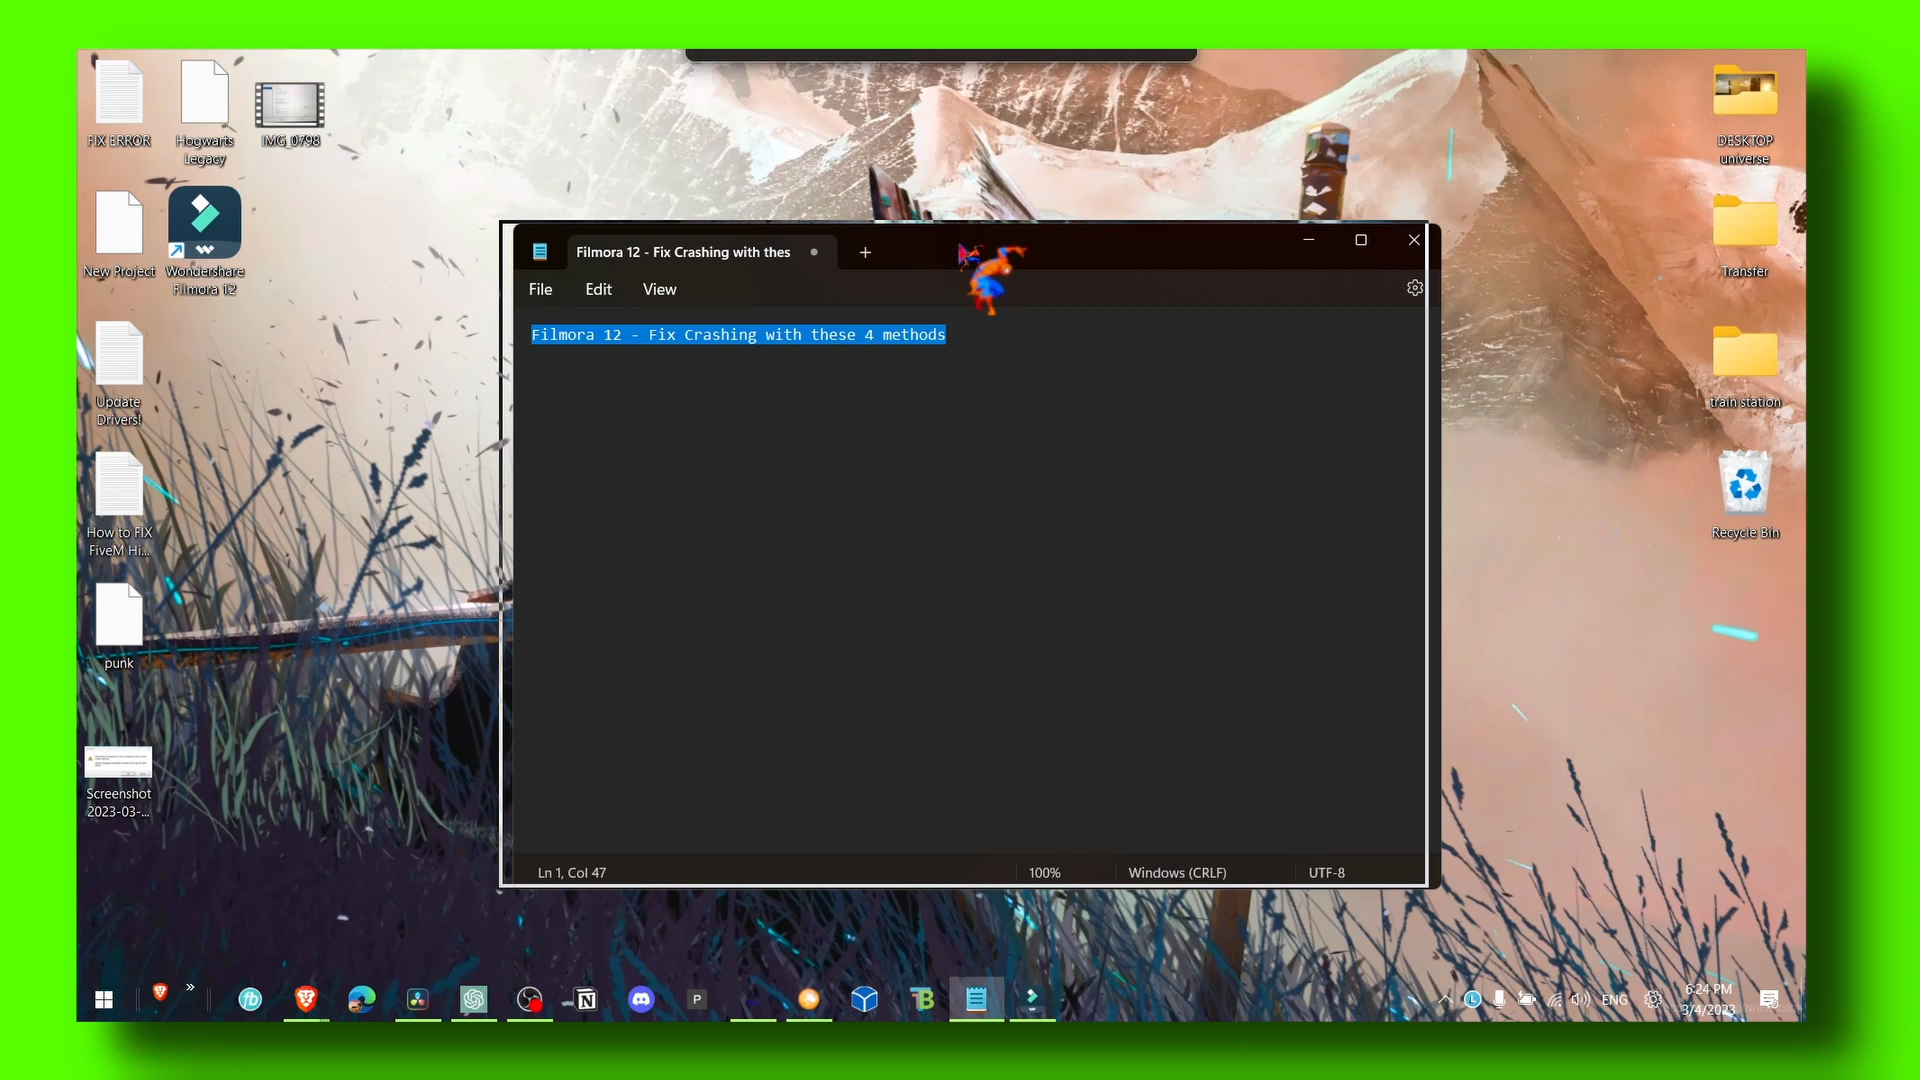 FIX ERROR
Hogwarts
Legacy
IMG_0798
New Project
Wondershare
Filmora 12
Update
Drivers!
How to FIX
FiveM Hi...
punk
Screenshot
2023-03-...
Filmora 12 - Fix Crashing with thes
File Edit View
Filmora 12 - Fix Crashing with these 4 methods
Ln 1, Col 47 100% Windows (CRLF) UTF-8
DESKTOP
universe
Transfer
train station
Recycle Bin
ENG
6:24 PM
3/4/2023